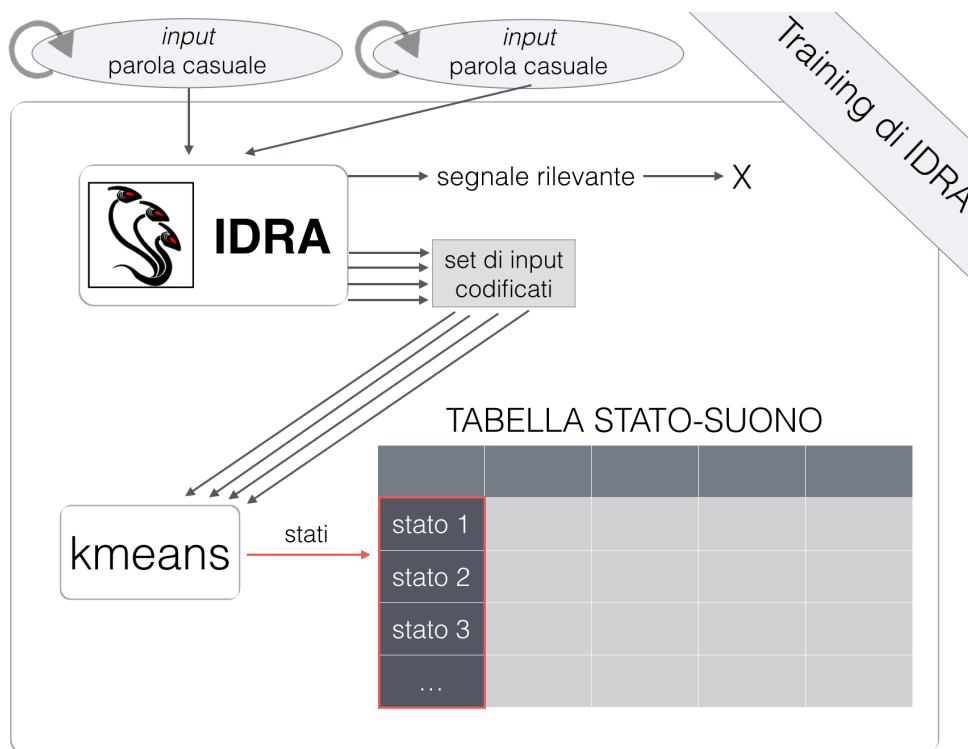 input
parola casuale
input
parola casuale
Training di IDRA
IDRA
segnale rilevante
X
set di input
codificati
TABELLA STATO-SUONO
kmeans
stati
stato 1
stato 2
stato 3
...